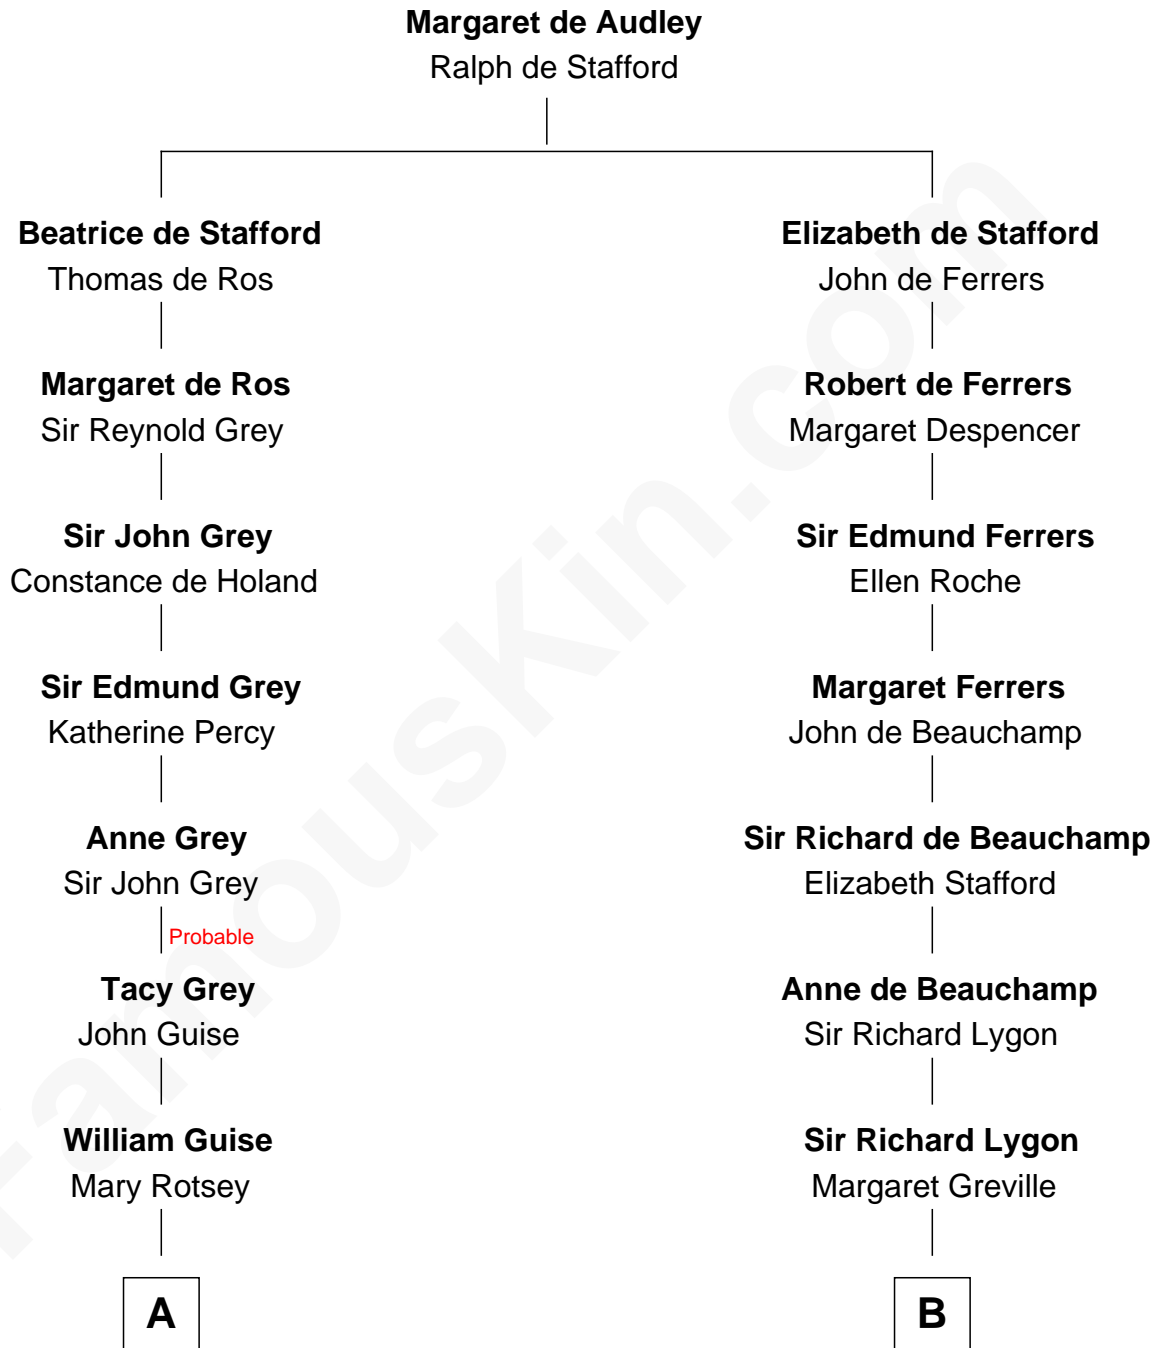 Margaret de Audley
Ralph de Stafford
Beatrice de Stafford
Thomas de Ros
Elizabeth de Stafford
John de Ferrers
Margaret de Ros
Sir Reynold Grey
Robert de Ferrers
Margaret Despencer
Sir John Grey
Constance de Holand
Sir Edmund Ferrers
Ellen Roche
Sir Edmund Grey
Katherine Percy
Margaret Ferrers
John de Beauchamp
Anne Grey
Sir John Grey
Sir Richard de Beauchamp
Elizabeth Stafford
Probable
Tacy Grey
John Guise
Anne de Beauchamp
Sir Richard Lygon
William Guise
Mary Rotsey
Sir Richard Lygon
Margaret Greville
A
B
FamousKin.com